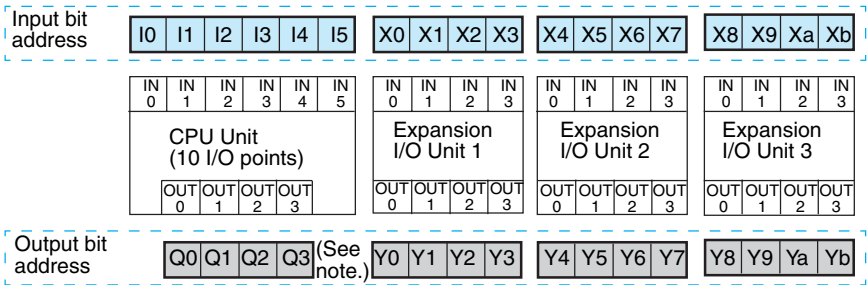 Input bit
address
I0 I1 I2 I3 I4 I5 X0 X1 X2 X3 X4 X5 X6 X7 X8 X9 Xa Xb
IN IN IN IN IN IN IN IN IN IN IN IN IN IN IN IN IN IN
0 1 2 3 4 5 0 1 2 3 0 1 2 3 0 1 2 3
CPU Unit
(10 I/O points)
Expansion
I/O Unit 1
Expansion
I/O Unit 2
Expansion
I/O Unit 3
OUT OUT OUT OUT OUT OUT OUT OUT OUT OUT OUT OUT OUT OUT OUT OUT
0 1 2 3 0 1 2 3 0 1 2 3 0 1 2 3
Output bit
address
Q0 Q1 Q2 Q3 (See
note.) Y0 Y1 Y2 Y3 Y4 Y5 Y6 Y7 Y8 Y9 Ya Yb